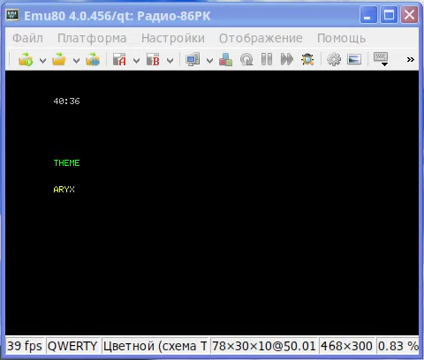 Emu80 4.0.456/qt: Радио-86РК
Файл Платформа Настройки Отображение Помощь
A B »
40:36
THEME
ARYX
39 fps QWERTY Цветной (схема Т 78×30×10@50.01 468×300 0.83 %